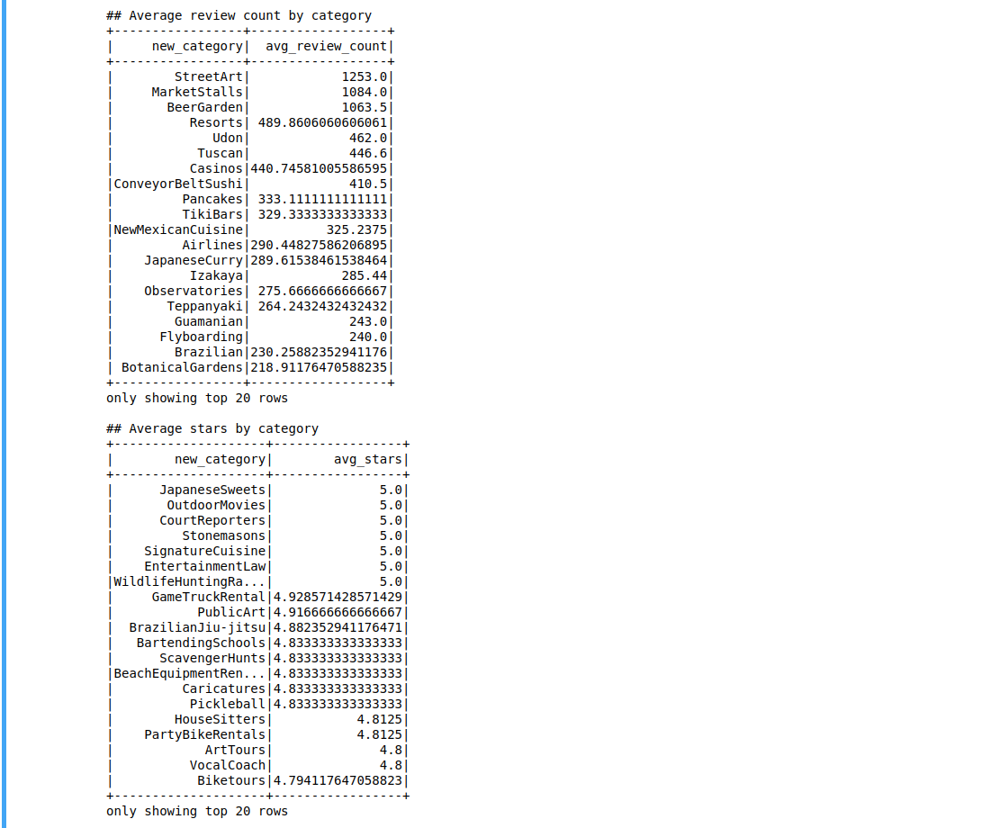 ## Average review count by category
+-----------------+------------------+
|     new_category|  avg_review_count|
+-----------------+------------------+
|        StreetArt|            1253.0|
|     MarketStalls|            1084.0|
|       BeerGarden|            1063.5|
|          Resorts| 489.8606060606061|
|             Udon|             462.0|
|           Tuscan|             446.6|
|          Casinos|440.74581005586595|
|ConveyorBeltSushi|             410.5|
|         Pancakes| 333.1111111111111|
|         TikiBars| 329.3333333333333|
|NewMexicanCuisine|          325.2375|
|         Airlines|290.44827586206895|
|    JapaneseCurry|289.61538461538464|
|          Izakaya|            285.44|
|    Observatories| 275.6666666666667|
|       Teppanyaki| 264.2432432432432|
|        Guamanian|             243.0|
|      Flyboarding|             240.0|
|        Brazilian|230.25882352941176|
| BotanicalGardens|218.91176470588235|
+-----------------+------------------+
only showing top 20 rows

## Average stars by category
+--------------------+-----------------+
|        new_category|        avg_stars|
+--------------------+-----------------+
|      JapaneseSweets|              5.0|
|       OutdoorMovies|              5.0|
|      CourtReporters|              5.0|
|         Stonemasons|              5.0|
|    SignatureCuisine|              5.0|
|    EntertainmentLaw|              5.0|
|WildlifeHuntingRa...|              5.0|
|     GameTruckRental|4.928571428571429|
|           PublicArt|4.916666666666667|
|  BrazilianJiu-jitsu|4.882352941176471|
|   BartendingSchools|4.833333333333333|
|      ScavengerHunts|4.833333333333333|
|BeachEquipmentRen...|4.833333333333333|
|         Caricatures|4.833333333333333|
|          Pickleball|4.833333333333333|
|        HouseSitters|           4.8125|
|    PartyBikeRentals|           4.8125|
|            ArtTours|              4.8|
|          VocalCoach|              4.8|
|           Biketours|4.794117647058823|
+--------------------+-----------------+
only showing top 20 rows